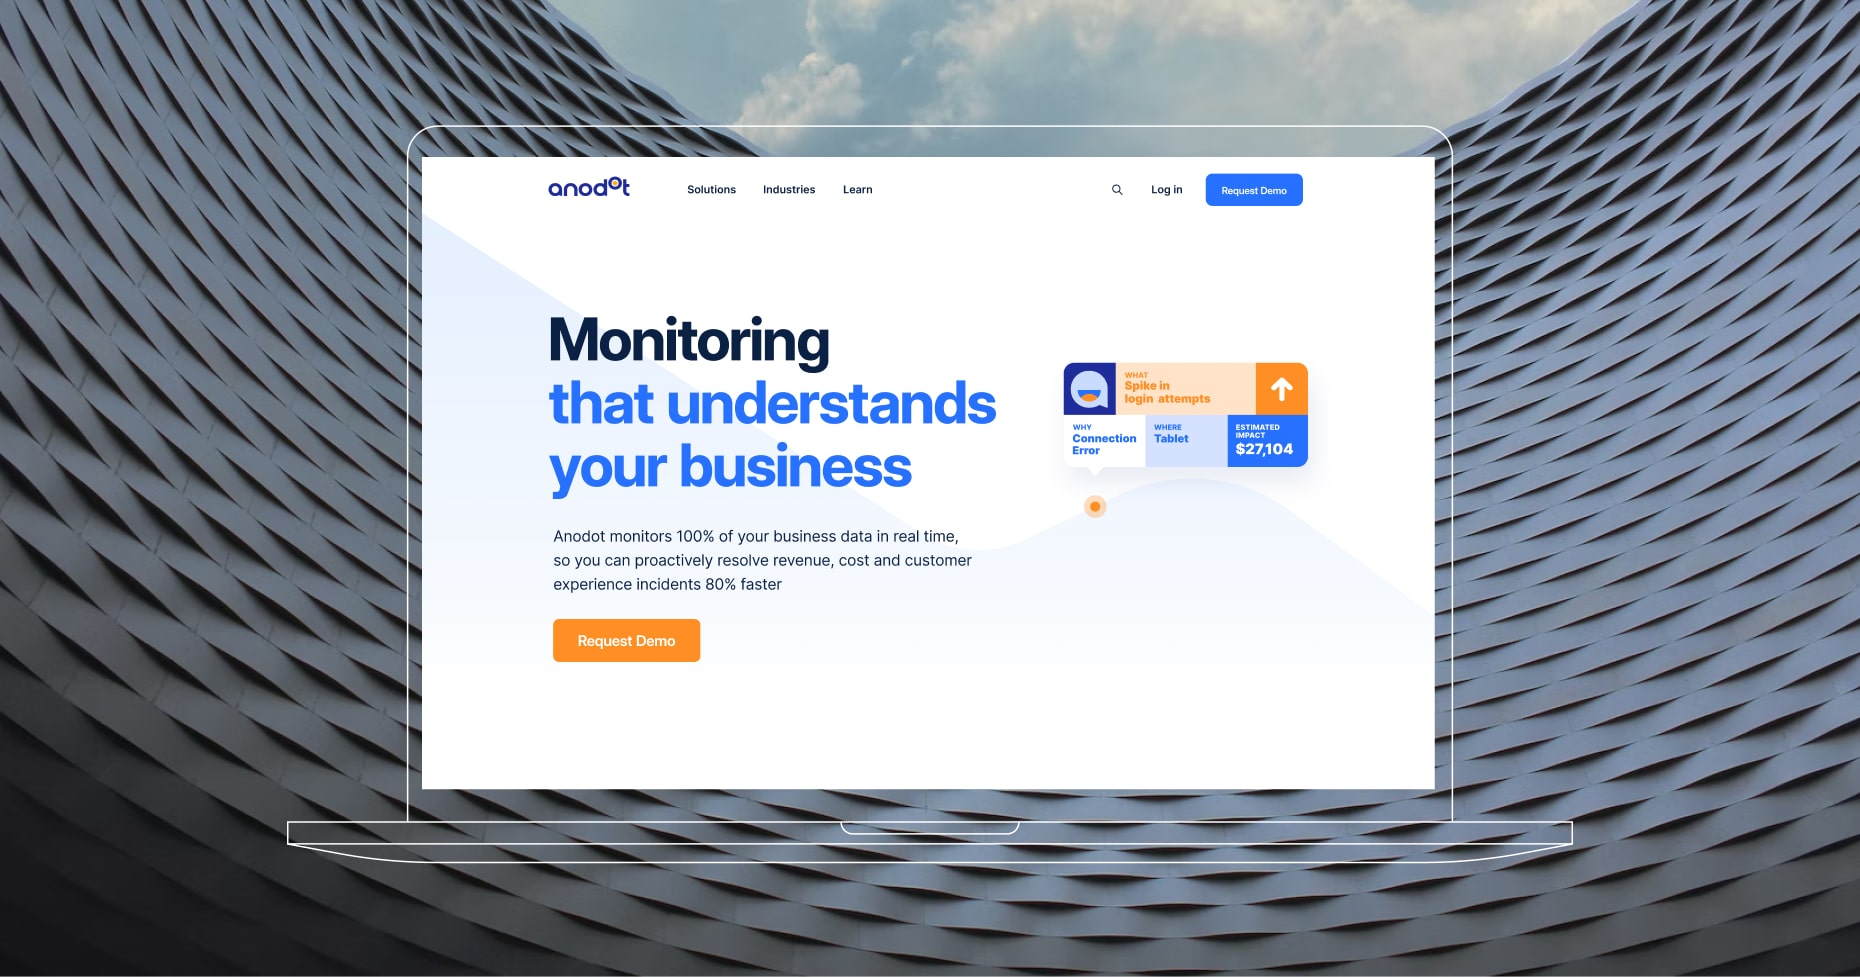 anodot
Solutions
Industries
Learn
Log in
Request Demo
Monitoring
that understands
your business
Anodot monitors 100% of your business data in real time,
so you can proactively resolve revenue, cost and customer
experience incidents 80% faster
Request Demo
WHAT
Spike in
login attempts
WHY
Connection
Error
WHERE
Tablet
ESTIMATED
IMPACT
$27,104